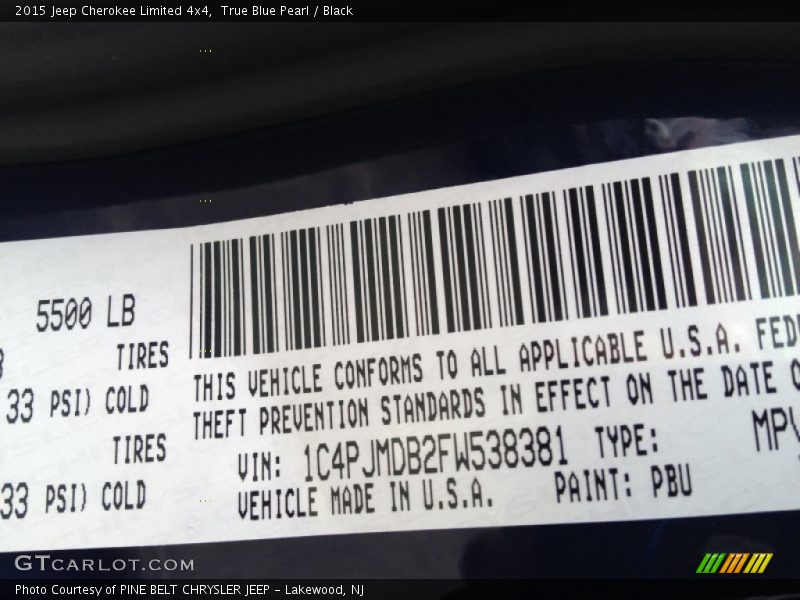 2015 Jeep Cherokee Limited 4x4,  True Blue Pearl / Black
5500 LB
TIRES
33 PSI) COLD
TIRES
33 PSI) COLD
THIS VEHICLE CONFORMS TO ALL APPLICABLE U.S.A.
THEFT PREVENTION STANDARDS IN EFFECT ON THE DATE
VIN: 1C4PJMDB2FW538381 TYPE: MPV
VEHICLE MADE IN U.S.A. PAINT: PBU
GTCARLOT.COM
Photo Courtesy of PINE BELT CHRYSLER JEEP - Lakewood, NJ